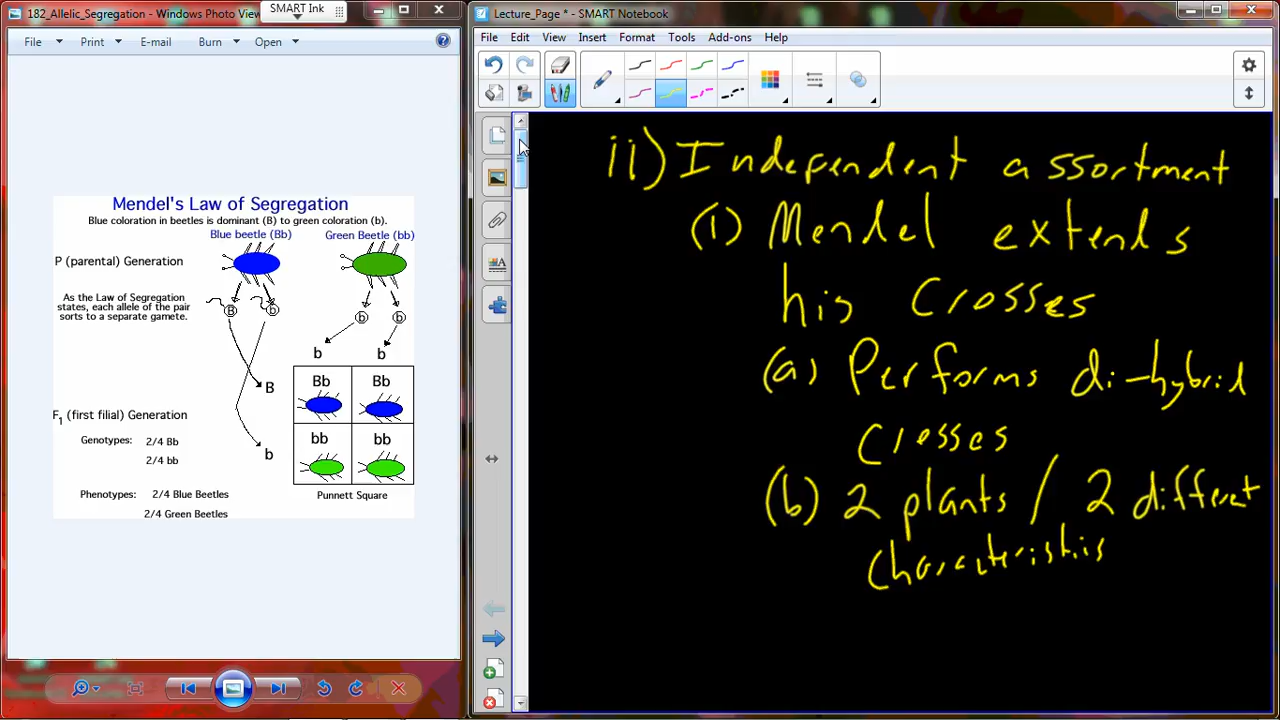 182_Allelic_Segregation - Windows Photo View
SMART Ink
File Print E-mail Burn Open
Mendel's Law of Segregation
Blue coloration in beetles is dominant (B) to green coloration (b).
Blue beetle (Bb) Green Beetle (bb)
P (parental) Generation
As the Law of Segregation
states, each allele of the pair
sorts to a separate gamete.
B b b b
b b
Bb Bb
B
F1 (first filial) Generation
Genotypes: 2/4 Bb
2/4 bb
bb bb
b
Phenotypes: 2/4 Blue Beetles
2/4 Green Beetles
Punnett Square
Lecture_Page * - SMART Notebook
File Edit View Insert Format Tools Add-ons Help
ii) Independent assortment
(1) Mendel extends
his crosses
(a) Performs di-hybrid
crosses
(b) 2 plants / 2 different
characteristis